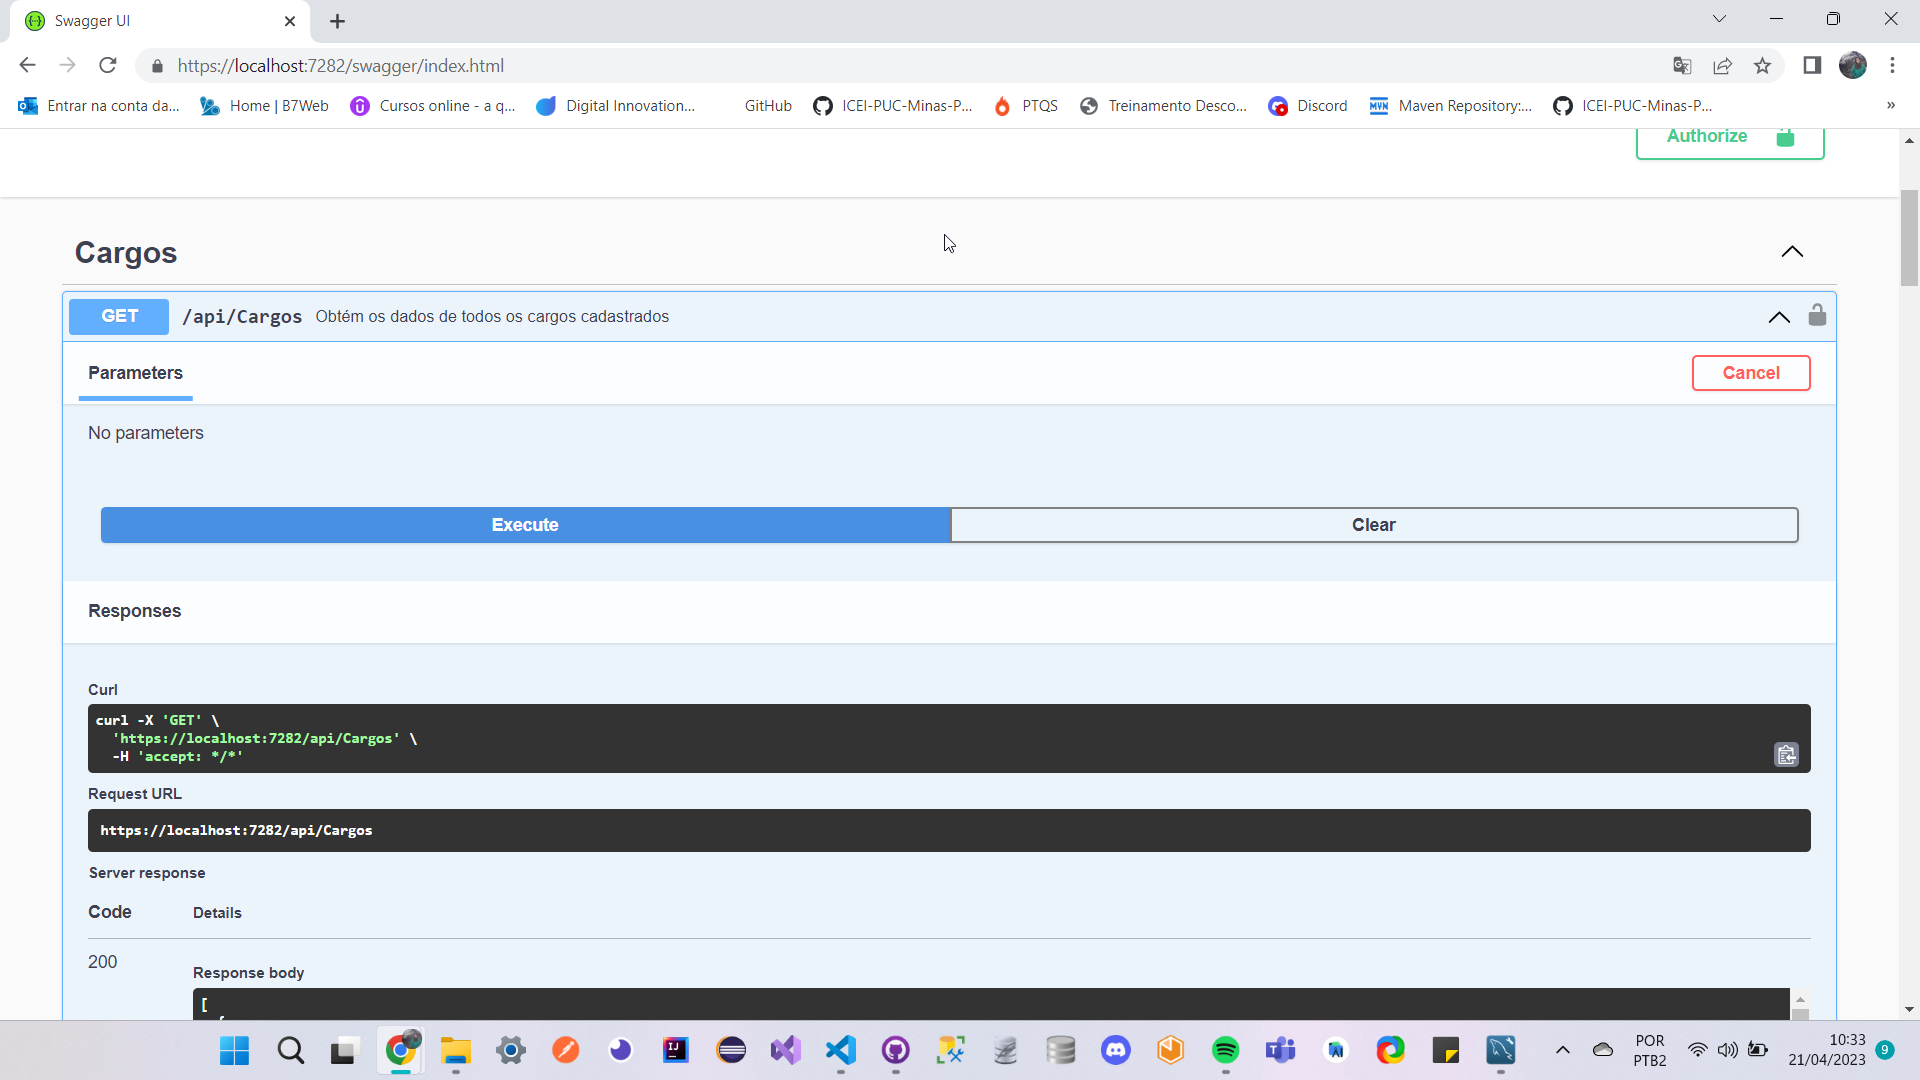 Swagger UI
https://localhost:7282/swagger/index.html
Entrar na conta da...
Home | B7Web
Cursos online - a q...
Digital Innovation...
GitHub
ICEI-PUC-Minas-P...
PTQS
Treinamento Desco...
Discord
MVN
Maven Repository:...
ICEI-PUC-Minas-P...
»
Authorize
Cargos
GET /api/Cargos Obtém os dados de todos os cargos cadastrados
Parameters
Cancel
No parameters
Execute
Clear
Responses
Curl
curl -X 'GET' \
'https://localhost:7282/api/Cargos' \
-H 'accept: */*'
Request URL
https://localhost:7282/api/Cargos
Server response
Code Details
200
Response body
[
POR
PTB2
10:33
21/04/2023
9